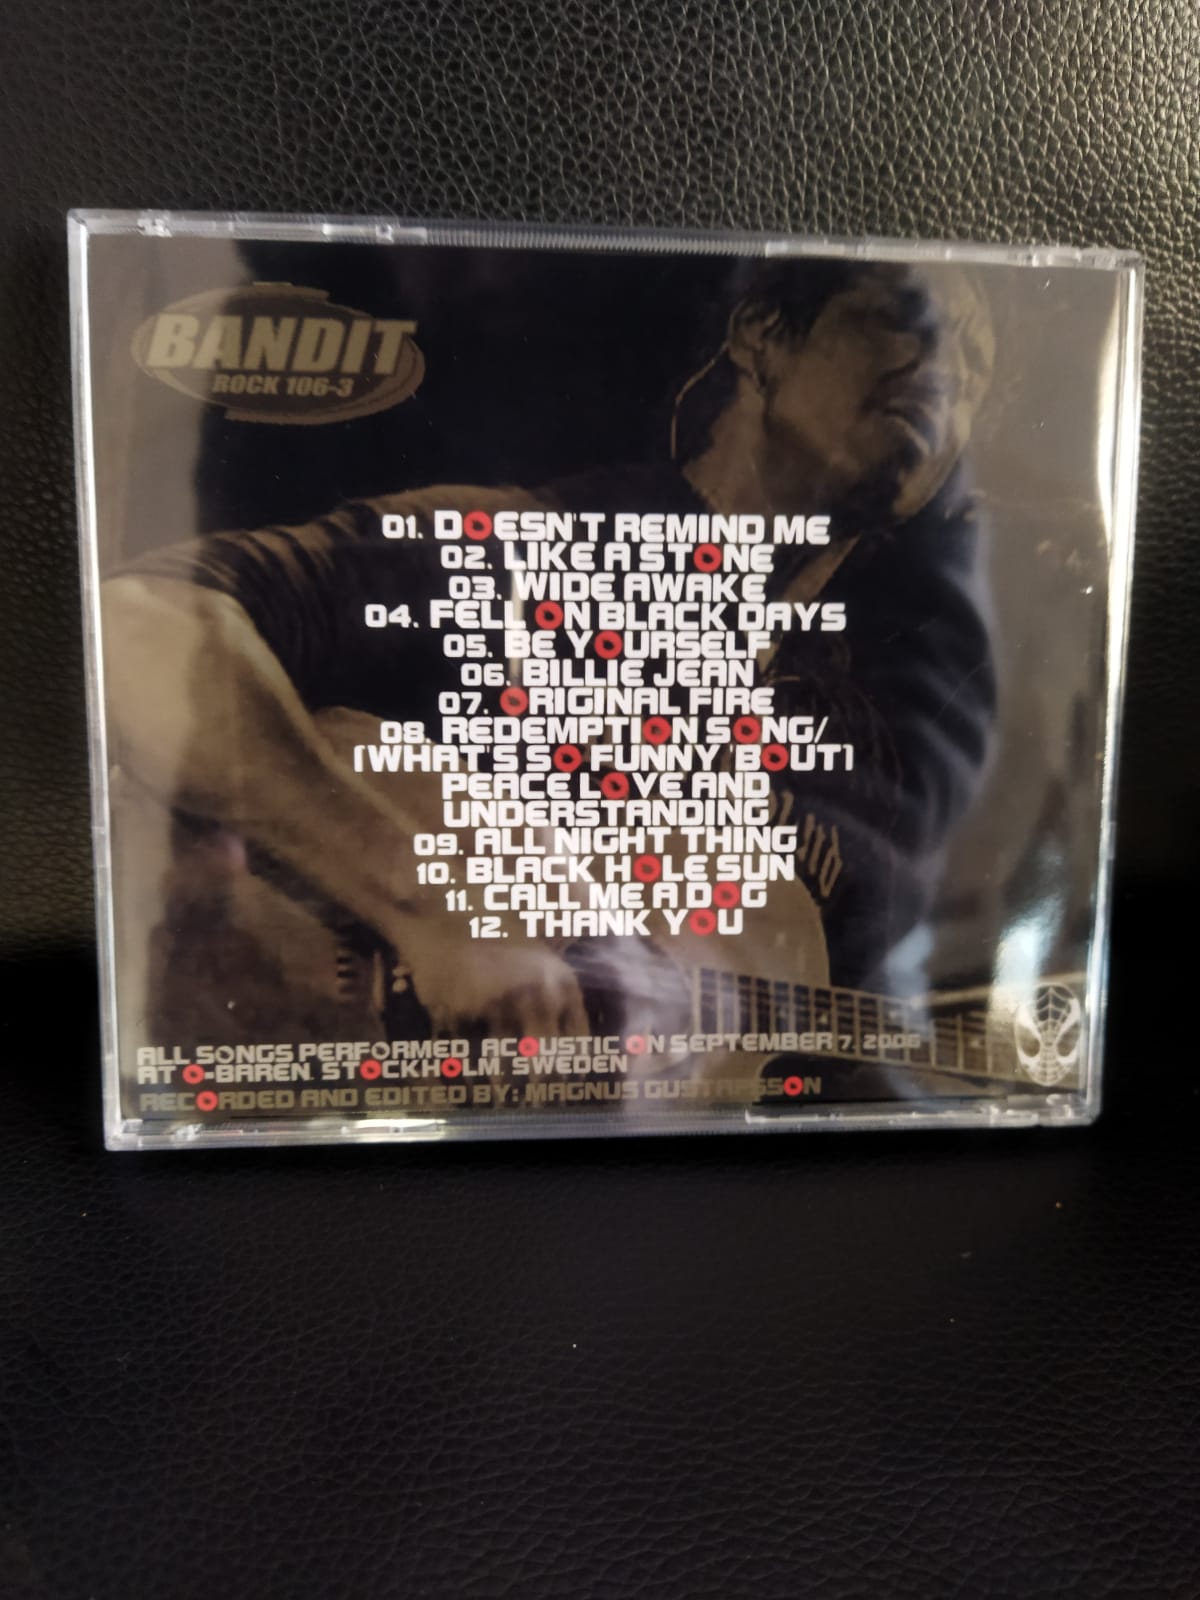 BANDIT
ROCK 106-3
01. DOESN'T REMIND ME
02. LIKE A STONE
03. WIDE AWAKE
04. FELL ON BLACK DAYS
05. BE YOURSELF
06. BILLIE JEAN
07. ORIGINAL FIRE
08. REDEMPTION SONG/
(WHAT'S SO FUNNY 'BOUT)
PEACE LOVE AND
UNDERSTANDING
09. ALL NIGHT THING
10. BLACK HOLE SUN
11. CALL ME A DOG
12. THANK YOU
ALL SONGS PERFORMED ACOUSTIC ON SEPTEMBER 7, 2006
AT O-BAREN, STOCKHOLM, SWEDEN
RECORDED AND EDITED BY: MAGNUS GUSTAFSSON